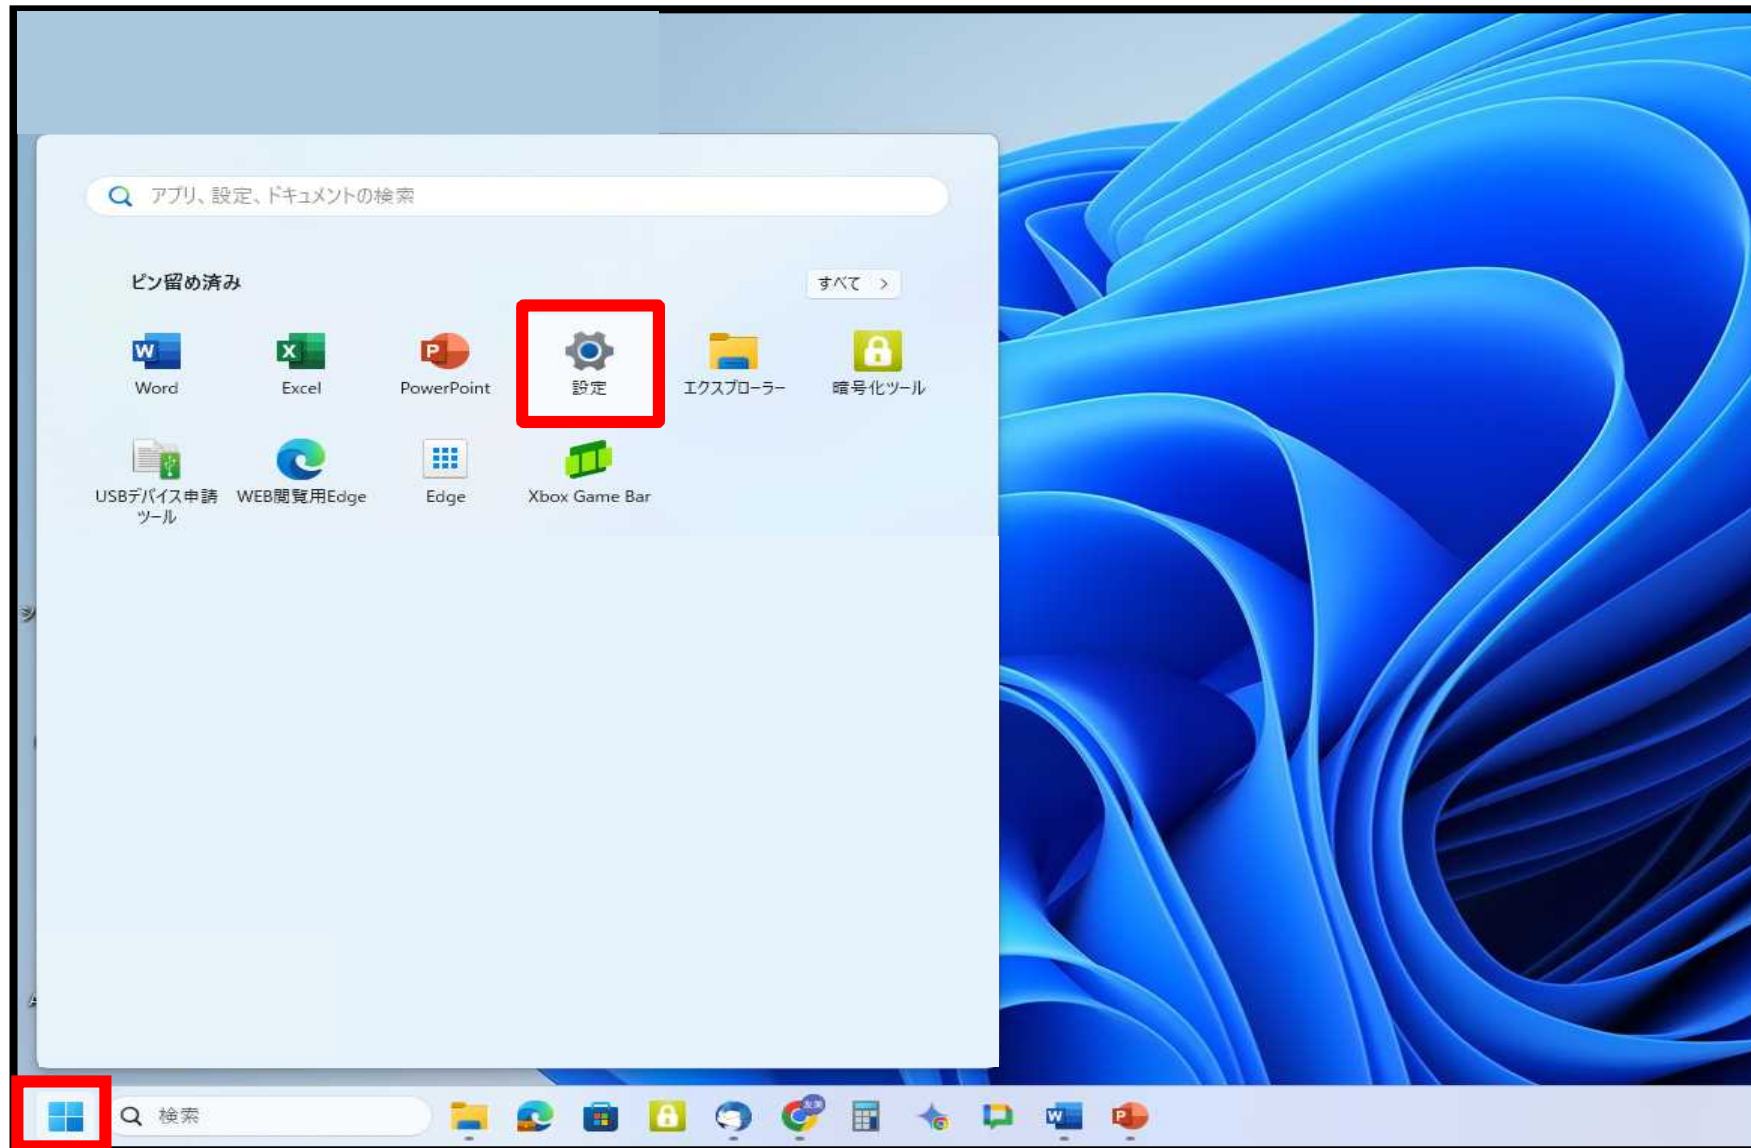 アプリ、設定、ドキュメントの検索
ピン留め済み
すべて
Word
Excel
PowerPoint
設定
エクスプローラー
暗号化ツール
USBデバイス申請
ツール
WEB閲覧用Edge
Edge
Xbox Game Bar
検索